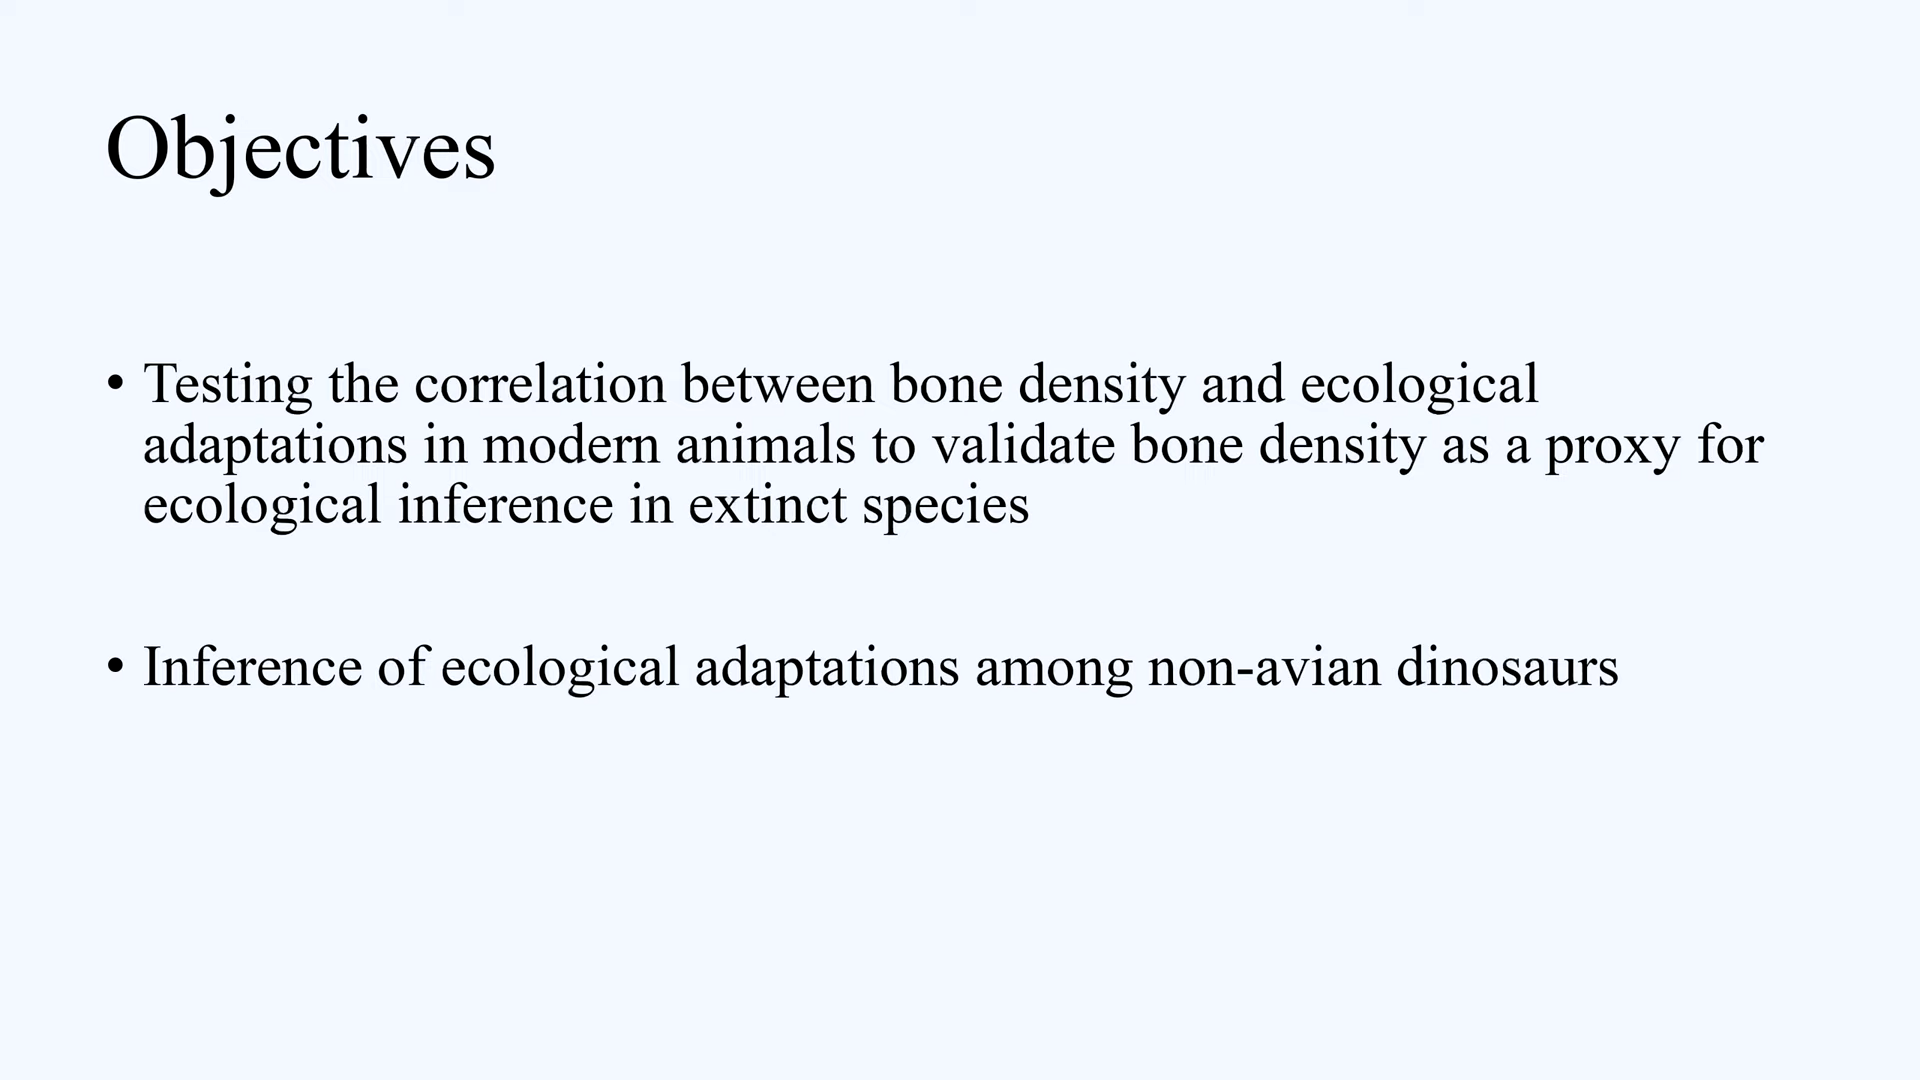 Objectives
• Testing the correlation between bone density and ecological
adaptations in modern animals to validate bone density as a proxy for
ecological inference in extinct species
• Inference of ecological adaptations among non-avian dinosaurs